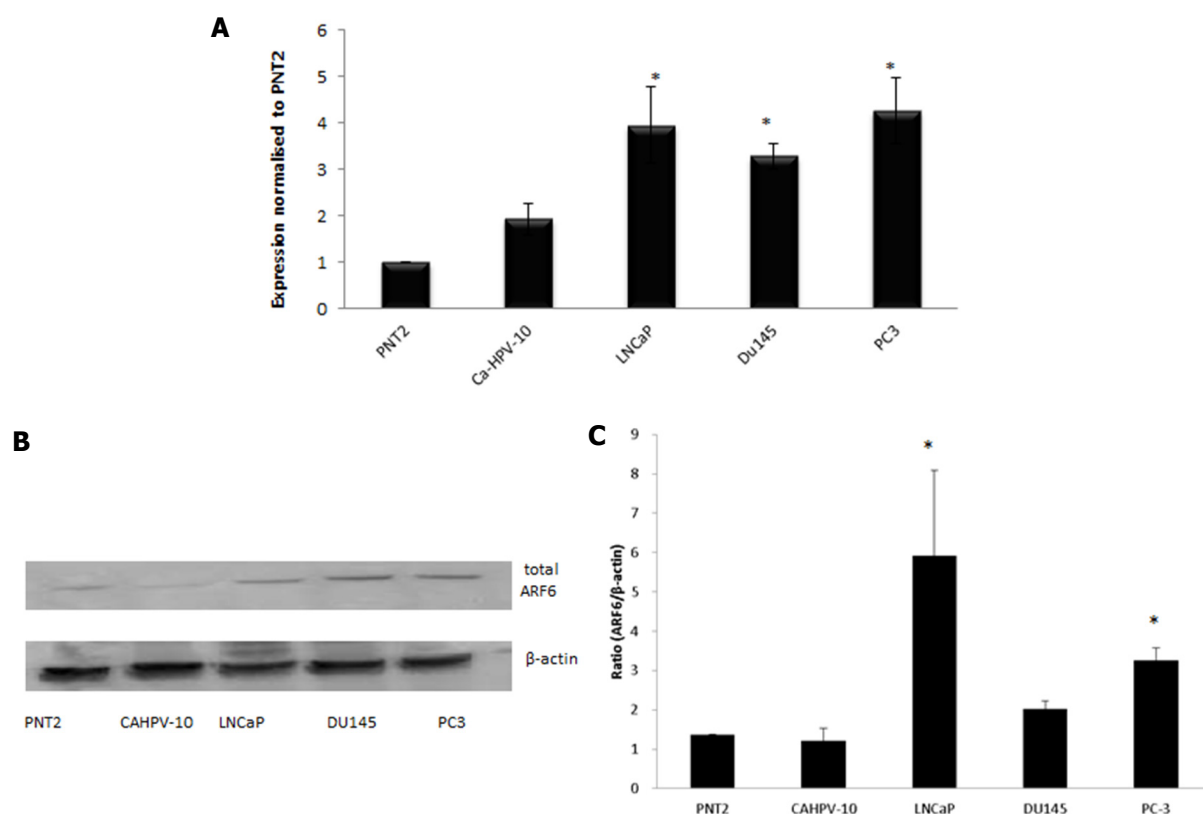 A
Expression normalised to PNT2
6
5
4
3
2
1
0
*
*
*
PNT2
Ca-HPV-10
LNCaP
Du145
PC3
B
total
ARF6
β-actin
PNT2 CAHPV-10 LNCaP DU145 PC3
C
Ratio (ARF6/β-actin)
9
8
7
6
5
4
3
2
1
0
*
*
PNT2 CAHPV-10 LNCaP DU145 PC-3